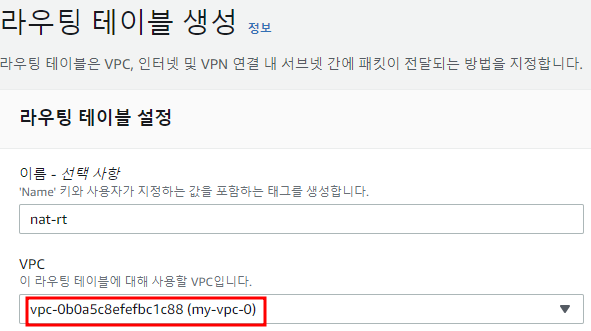 라우팅 테이블 생성 정보
라우팅 테이블은 VPC, 인터넷 및 VPN 연결 내 서브넷 간에 패킷이 전달되는 방법을 지정합니다.
라우팅 테이블 설정
이름 - 선택 사항
'Name' 키와 사용자가 지정하는 값을 포함하는 태그를 생성합니다.
nat-rt
VPC
이 라우팅 테이블에 대해 사용할 VPC입니다.
vpc-0b0a5c8efefbc1c88 (my-vpc-0)